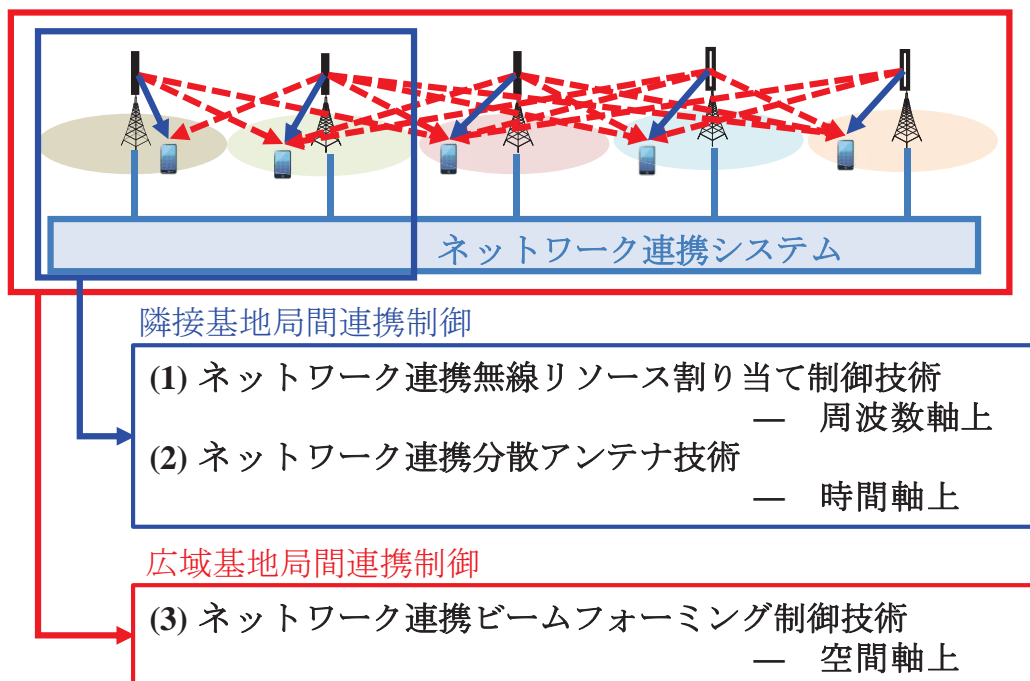 ネットワーク連携システム
隣接基地局間連携制御
(1) ネットワーク連携無線リソース割り当て制御技術
― 周波数軸上
(2) ネットワーク連携分散アンテナ技術
― 時間軸上
広域基地局間連携制御
(3) ネットワーク連携ビームフォーミング制御技術
― 空間軸上